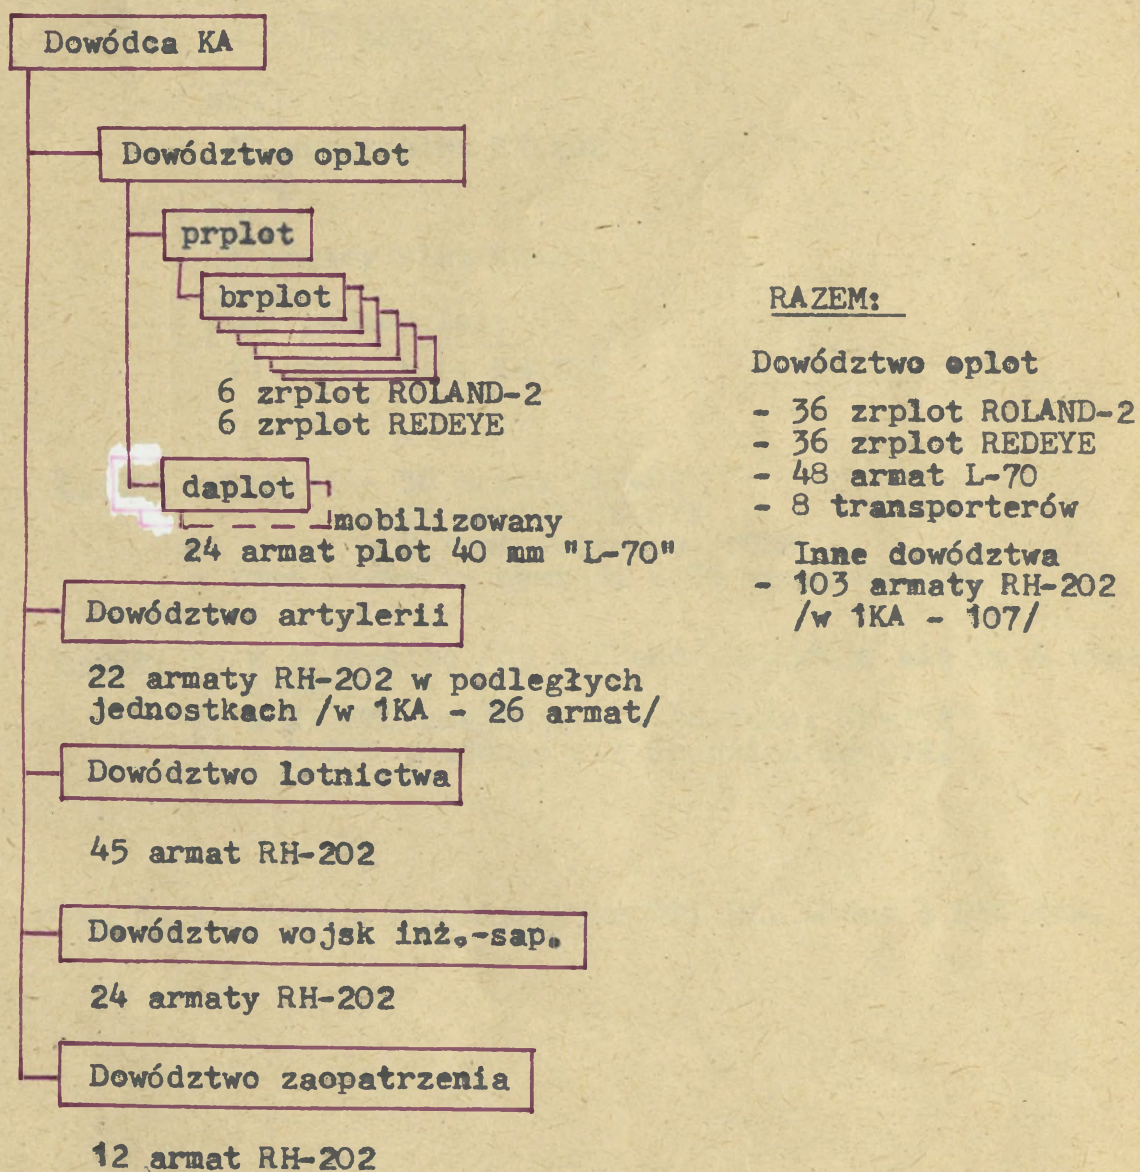 Dowódca KA
Dowództwo oplot
prplot
brplot
6 zrplot ROLAND-2
6 zrplot REDEYE
daplot
mobilizowany
24 armat plot 40 mm "L-70"
Dowództwo artylerii
22 armaty RH-202 w podległych
jednostkach /w 1KA - 26 armat/
Dowództwo lotnictwa
45 armat RH-202
Dowództwo wojsk inż.-sap.
24 armaty RH-202
Dowództwo zaopatrzenia
12 armat RH-202
RAZEM:
Dowództwo oplot
- 36 zrplot ROLAND-2
- 36 zrplot REDEYE
- 48 armat L-70
- 8 transporterów
Inne dowództwa
- 103 armaty RH-202
/w 1KA - 107/